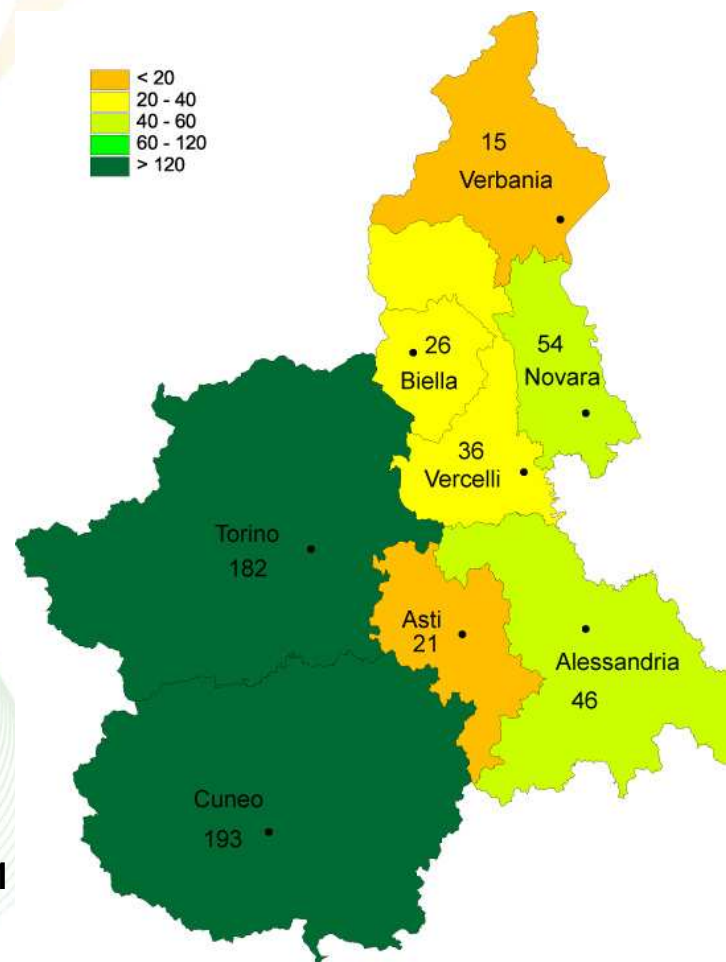 < 20
20 - 40
40 - 60
60 - 120
> 120
15
Verbania
26
Biella
54
Novara
36
Vercelli
Torino
182
Asti
21
Alessandria
46
Cuneo
193